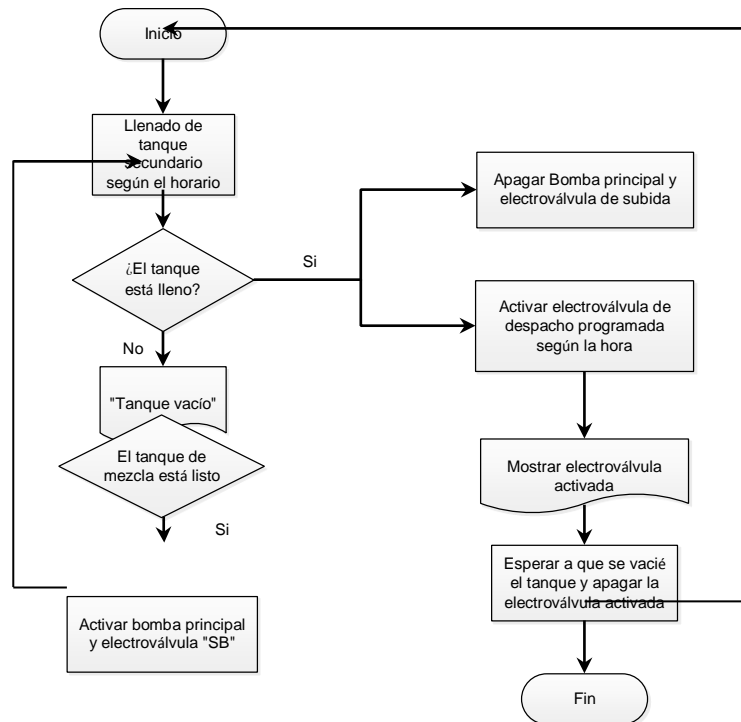 Inicio
Llenado de
tanque
secundario
según el horario
¿El tanque
está lleno?
Si
No
"Tanque vacío"
El tanque de
mezcla está listo
Si
Activar bomba principal
y electroválvula "SB"
Apagar Bomba principal y
electroválvula de subida
Activar electroválvula de
despacho programada
según la hora
Mostrar electroválvula
activada
Esperar a que se vacié
el tanque y apagar la
electroválvula activada
Fin